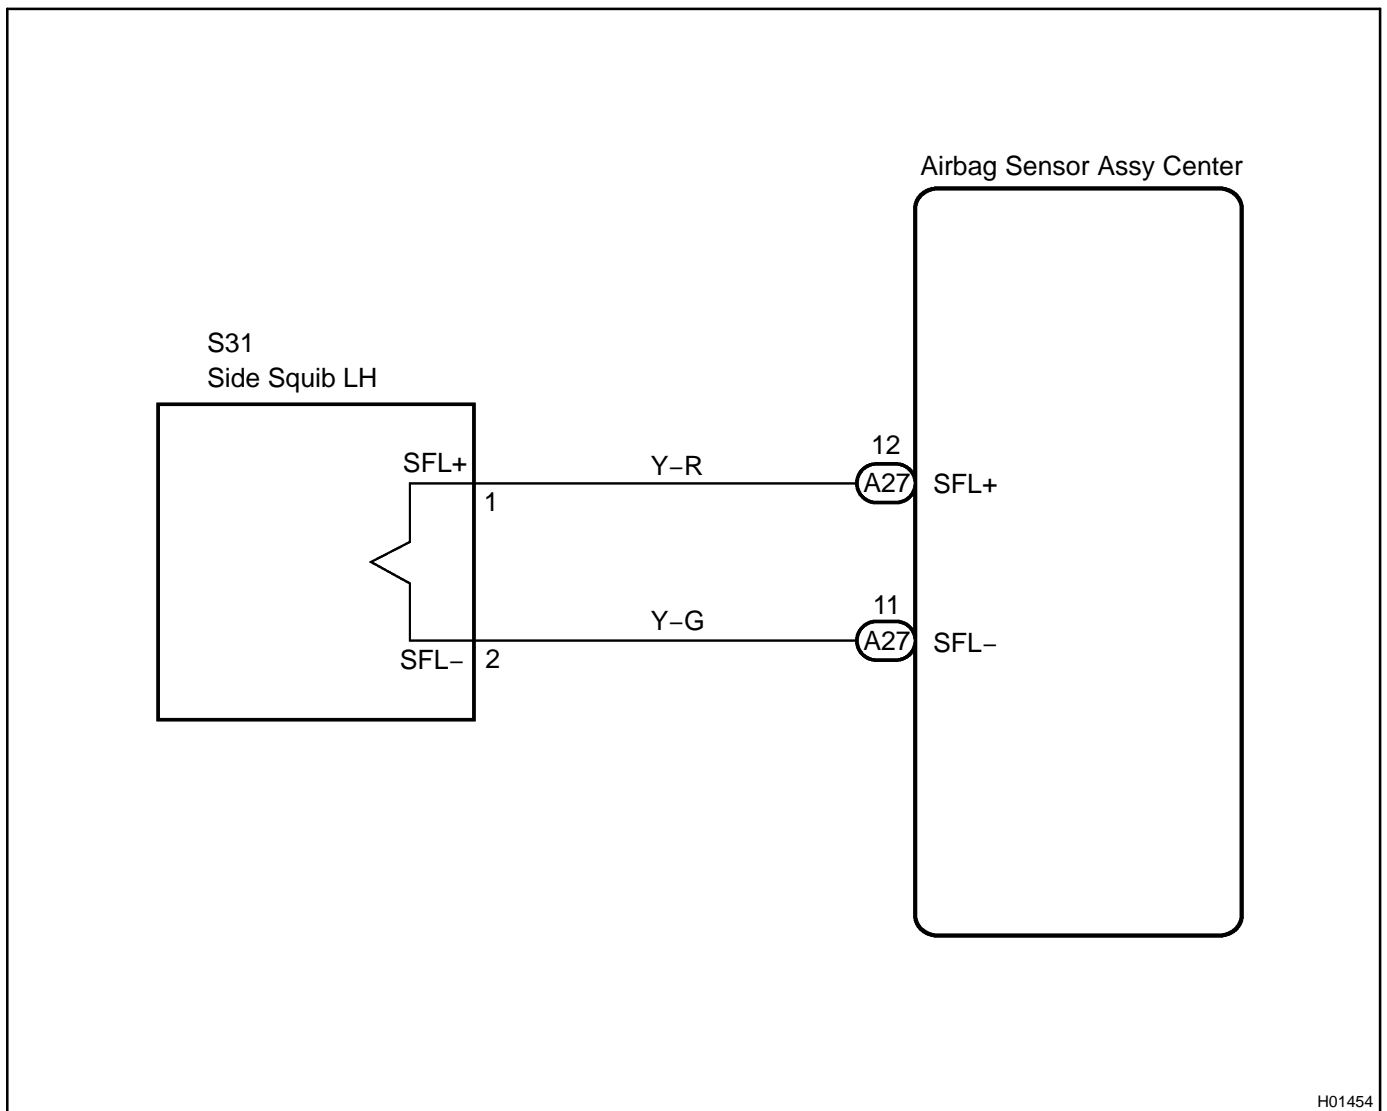 Airbag Sensor Assy Center
S31
Side Squib LH
SFL+
1
Y−R
12
A27
SFL+
SFL−
2
Y−G
11
A27
SFL−
H01454